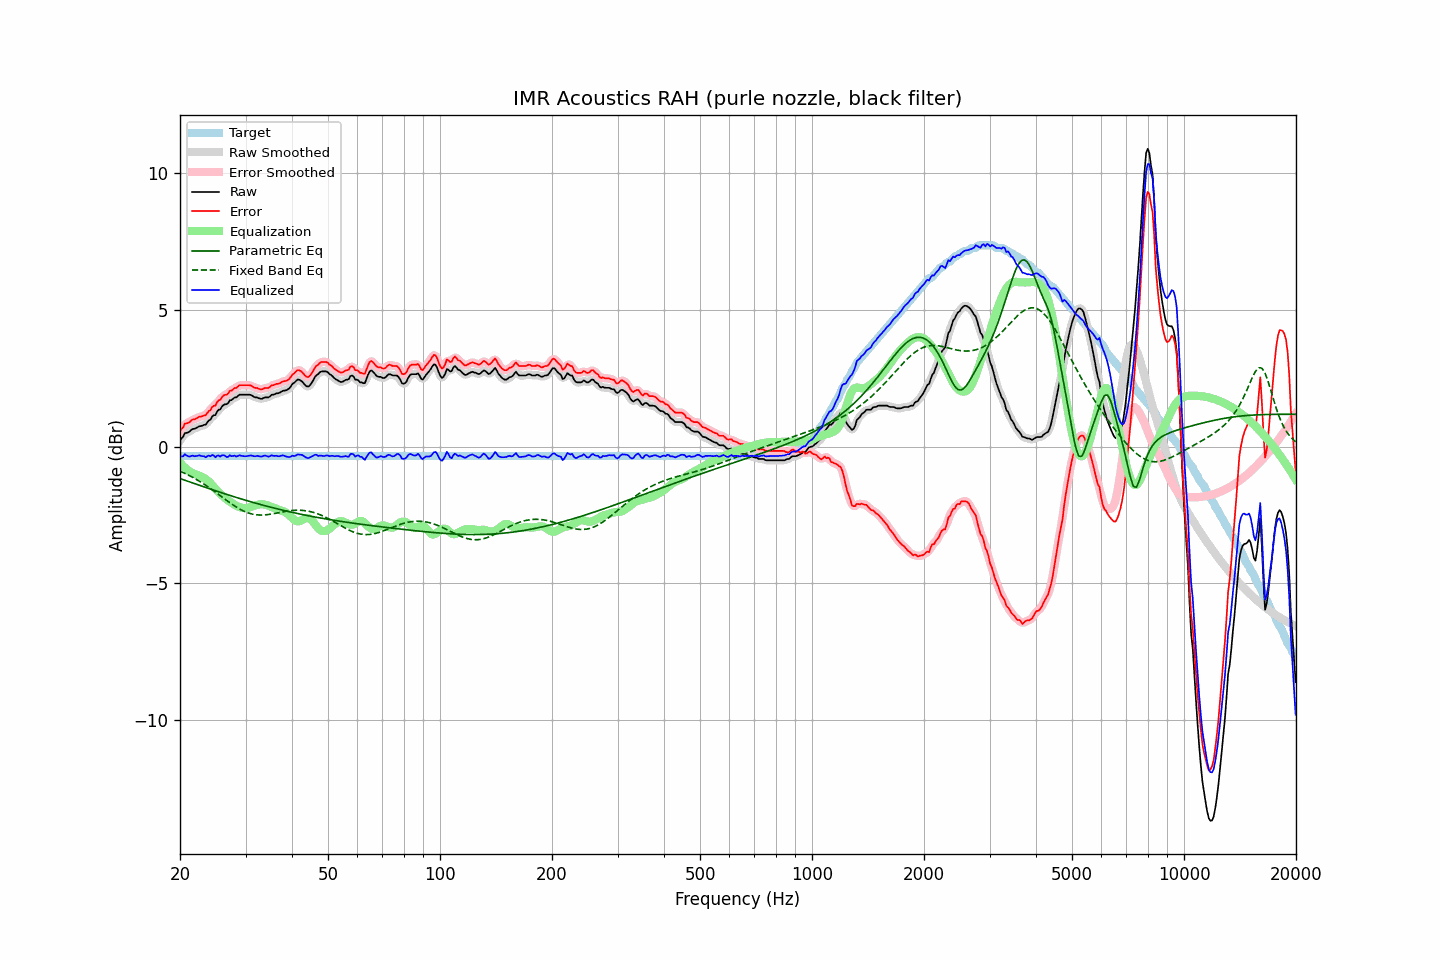 IMR Acoustics RAH (purle nozzle, black filter)
Target
Raw Smoothed
Error Smoothed
Raw
Error
Equalization
Parametric Eq
Fixed Band Eq
Equalized
Amplitude (dBr)
10
5
0
−5
−10
20
50
100
200
500
1000
2000
5000
10000
20000
Frequency (Hz)